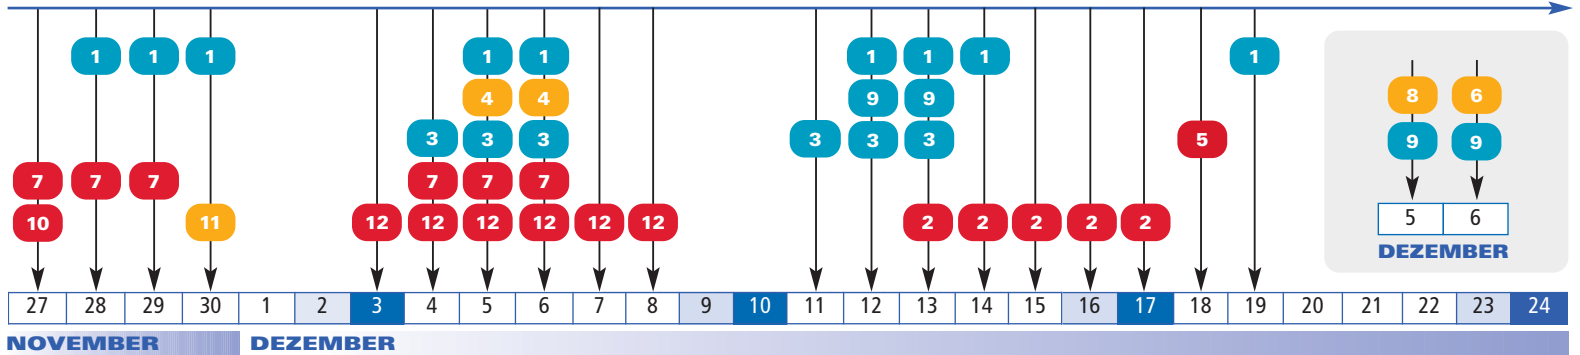 1 1 1 1 1 1 1 1 1
4 4 9 9 8 6
3 3 3 3 3 3 5 9 9
7 7 7 7 7 7
10 11 12 12 12 12 12 12 2 2 2 2 2 5 6
DEZEMBER
27 28 29 30 1 2 3 4 5 6 7 8 9 10 11 12 13 14 15 16 17 18 19 20 21 22 23 24
NOVEMBER DEZEMBER